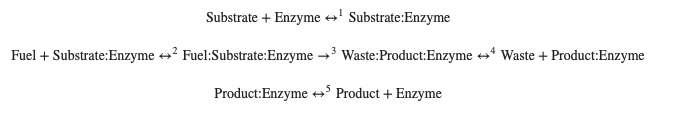 Substrate + Enzyme ↔¹ Substrate:Enzyme
Fuel + Substrate:Enzyme ↔² Fuel:Substrate:Enzyme →³ Waste:Product:Enzyme ↔⁴ Waste + Product:Enzyme
Product:Enzyme ↔⁵ Product + Enzyme